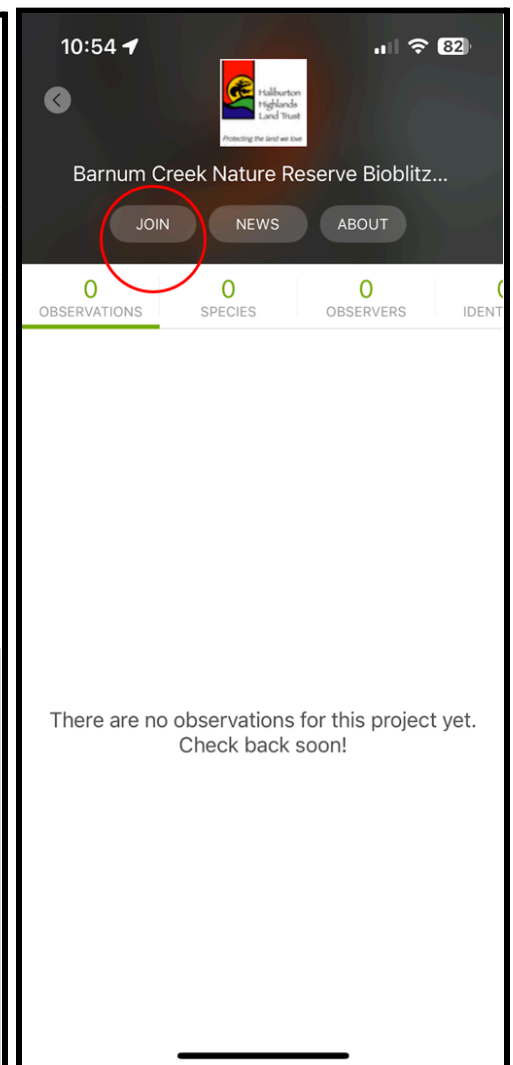 10:54
82
Haliburton
Highlands
Land Trust
Protecting the land we love
Barnum Creek Nature Reserve Bioblitz...
JOIN NEWS ABOUT
0 0 0
OBSERVATIONS SPECIES OBSERVERS IDENT
There are no observations for this project yet.
Check back soon!